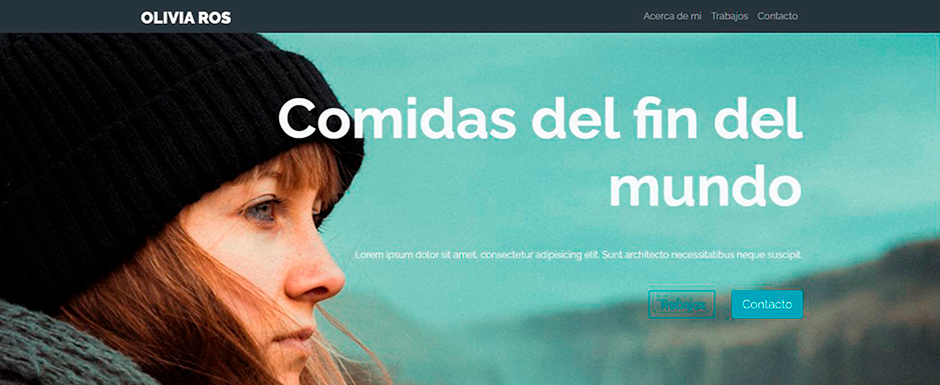 OLIVIA ROS
Acerca de mi Trabajos Contacto
Comidas del fin del
mundo
Lorem ipsum dolor sit amet, consectetur adipisicing elit. Sunt architecto necessitatibus neque suscipit.
Trabajos Contacto